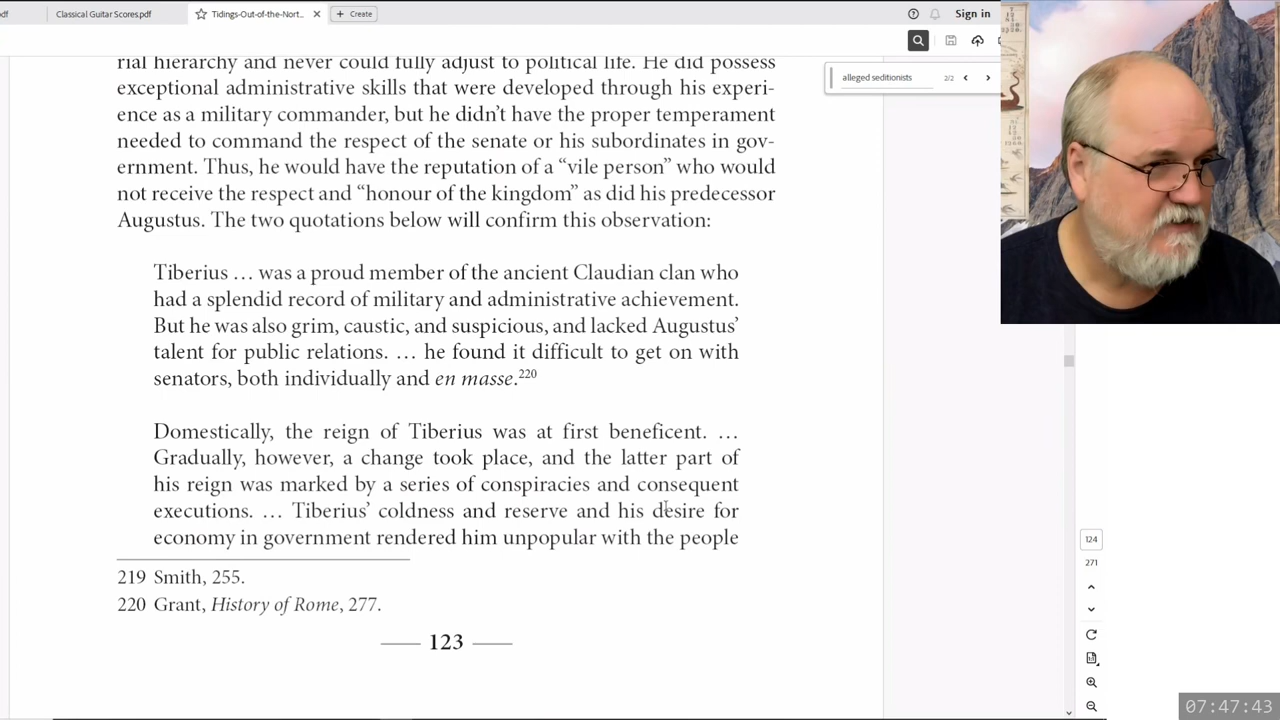 df
Classical Guitar Scores.pdf
Tidings-Out-of-the-Nort...
Create
Sign in
alleged seditionists 2/2
rial hierarchy and never could fully adjust to political life. He did possess
exceptional administrative skills that were developed through his experi-
ence as a military commander, but he didn't have the proper temperament
needed to command the respect of the senate or his subordinates in gov-
ernment. Thus, he would have the reputation of a “vile person” who would
not receive the respect and “honour of the kingdom” as did his predecessor
Augustus. The two quotations below will confirm this observation:
Tiberius … was a proud member of the ancient Claudian clan who
had a splendid record of military and administrative achievement.
But he was also grim, caustic, and suspicious, and lacked Augustus’
talent for public relations. … he found it difficult to get on with
senators, both individually and en masse.220
Domestically, the reign of Tiberius was at first beneficent. …
Gradually, however, a change took place, and the latter part of
his reign was marked by a series of conspiracies and consequent
executions. … Tiberius’ coldness and reserve and his desire for
economy in government rendered him unpopular with the people
219 Smith, 255.
220 Grant, History of Rome, 277.
123
124
271
07:47:43